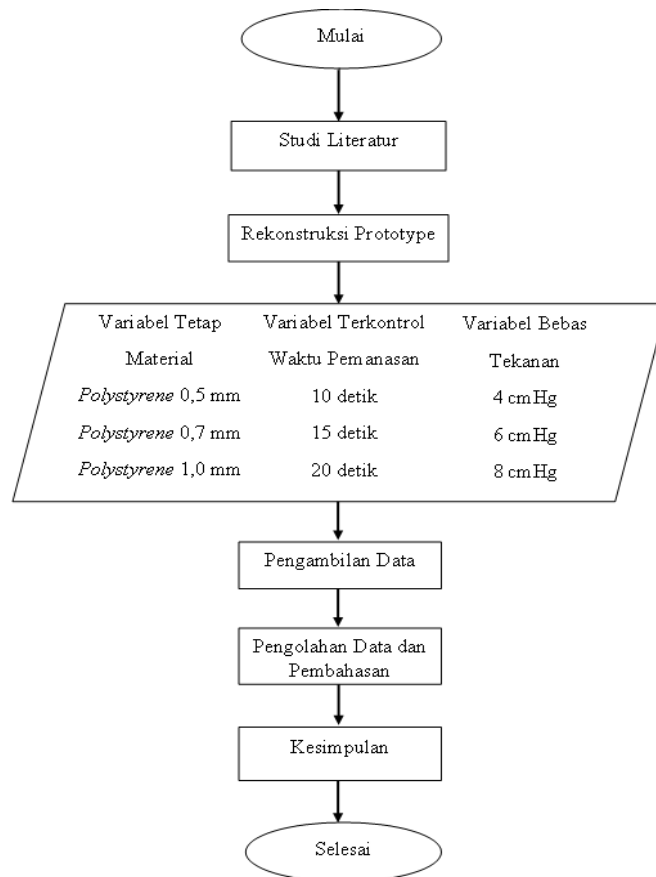 Mulai
Studi Literatur
Rekonstruksi Prototype
Variabel Tetap Variabel Terkontrol Variabel Bebas
Material Waktu Pemanasan Tekanan
Polystyrene 0,5 mm 10 detik 4 cmHg
Polystyrene 0,7 mm 15 detik 6 cmHg
Polystyrene 1,0 mm 20 detik 8 cmHg
Pengambilan Data
Pengolahan Data dan
Pembahasan
Kesimpulan
Selesai